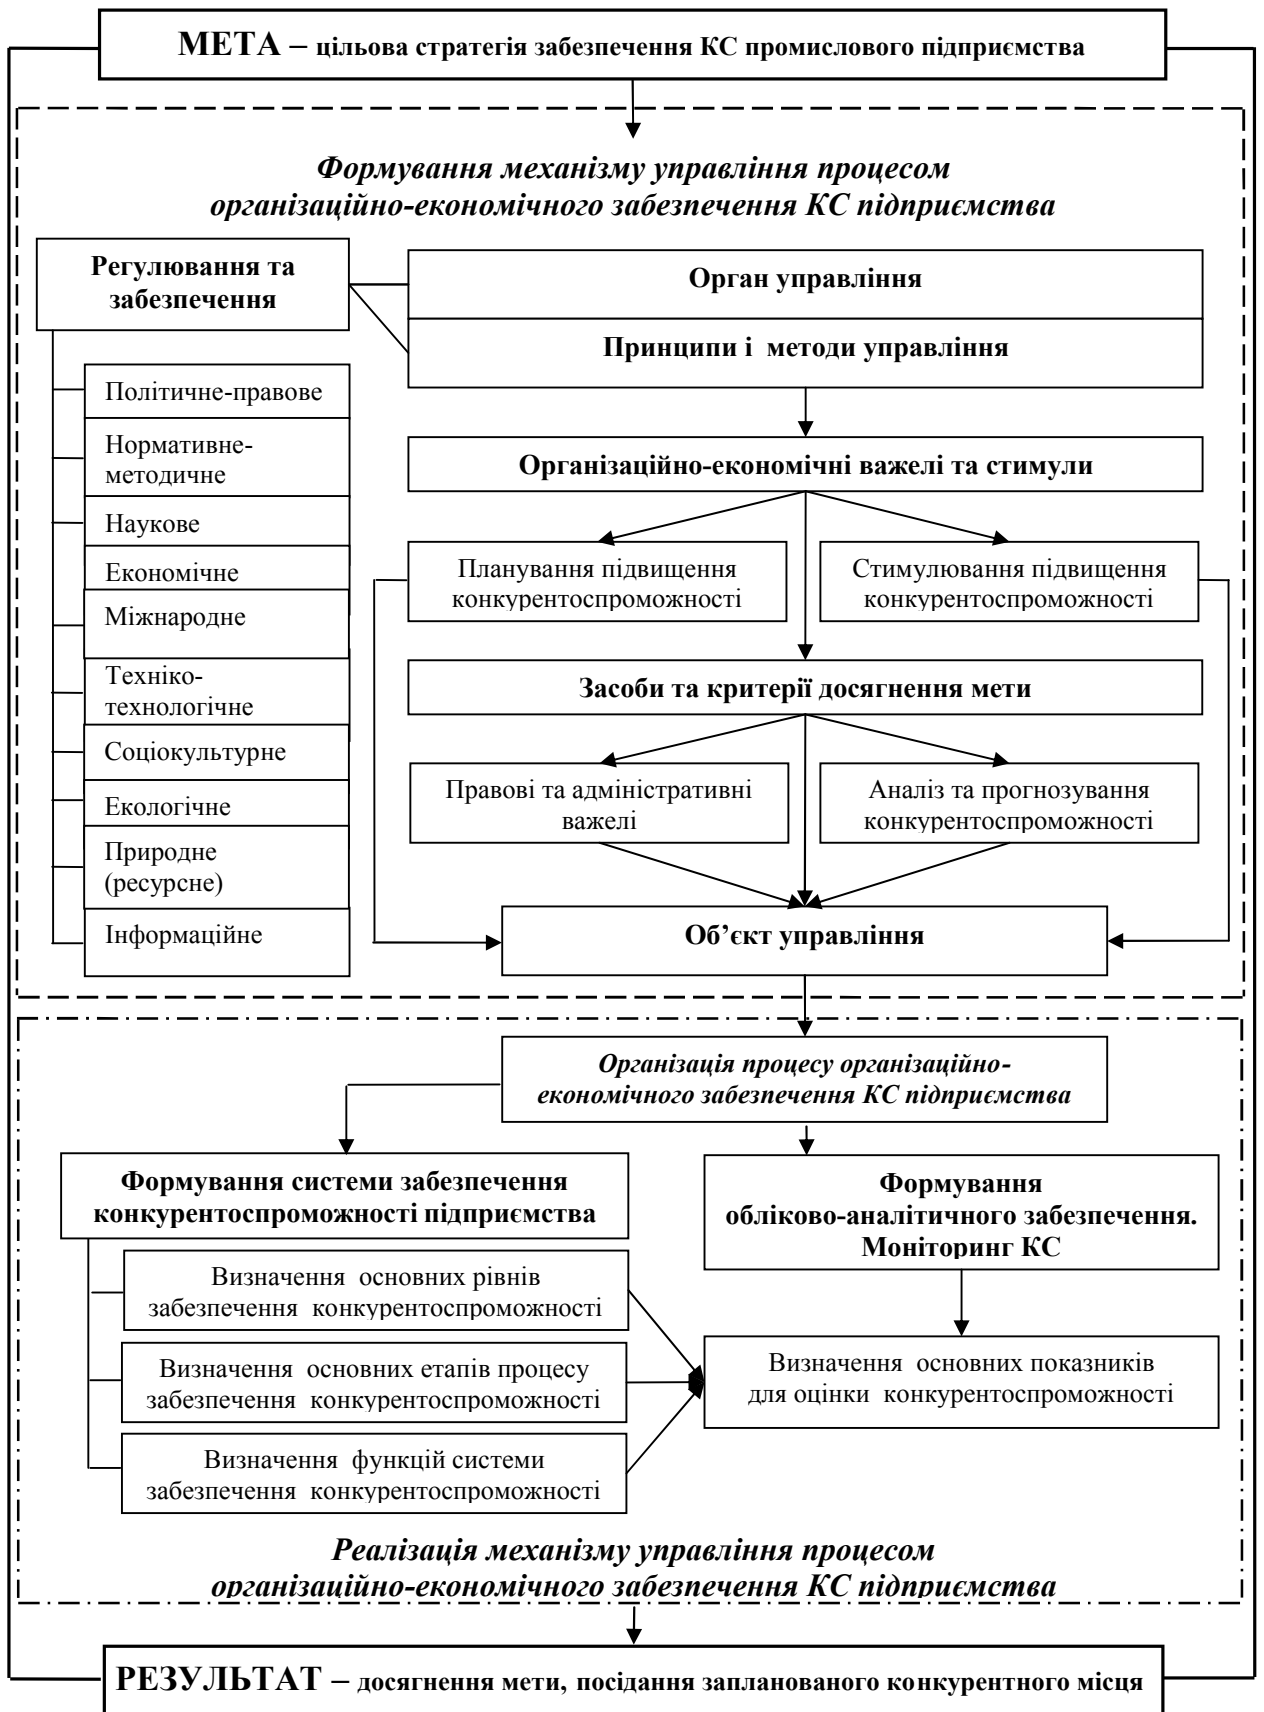 МЕТА – цільова стратегія забезпечення КС промислового підприємства
Формування механізму управління процесом
організаційно-економічного забезпечення КС підприємства
Регулювання та
забезпечення
Політичне-правове
Нормативне-
методичне
Наукове
Економічне
Міжнародне
Техніко-
технологічне
Соціокультурне
Екологічне
Природне
(ресурсне)
Інформаційне
Орган управління
Принципи і методи управління
Організаційно-економічні важелі та стимули
Планування підвищення
конкурентоспроможності
Стимулювання підвищення
конкурентоспроможності
Засоби та критерії досягнення мети
Правові та адміністративні
важелі
Аналіз та прогнозування
конкурентоспроможності
Об’єкт управління
Організація процесу організаційно-
економічного забезпечення КС підприємства
Формування системи забезпечення
конкурентоспроможності підприємства
Визначення основних рівнів
забезпечення конкурентоспроможності
Визначення основних етапів процесу
забезпечення конкурентоспроможності
Визначення функцій системи
забезпечення конкурентоспроможності
Формування
обліково-аналітичного забезпечення.
Моніторинг КС
Визначення основних показників
для оцінки конкурентоспроможності
Реалізація механізму управління процесом
організаційно-економічного забезпечення КС підприємства
РЕЗУЛЬТАТ – досягнення мети, посідання запланованого конкурентного місця